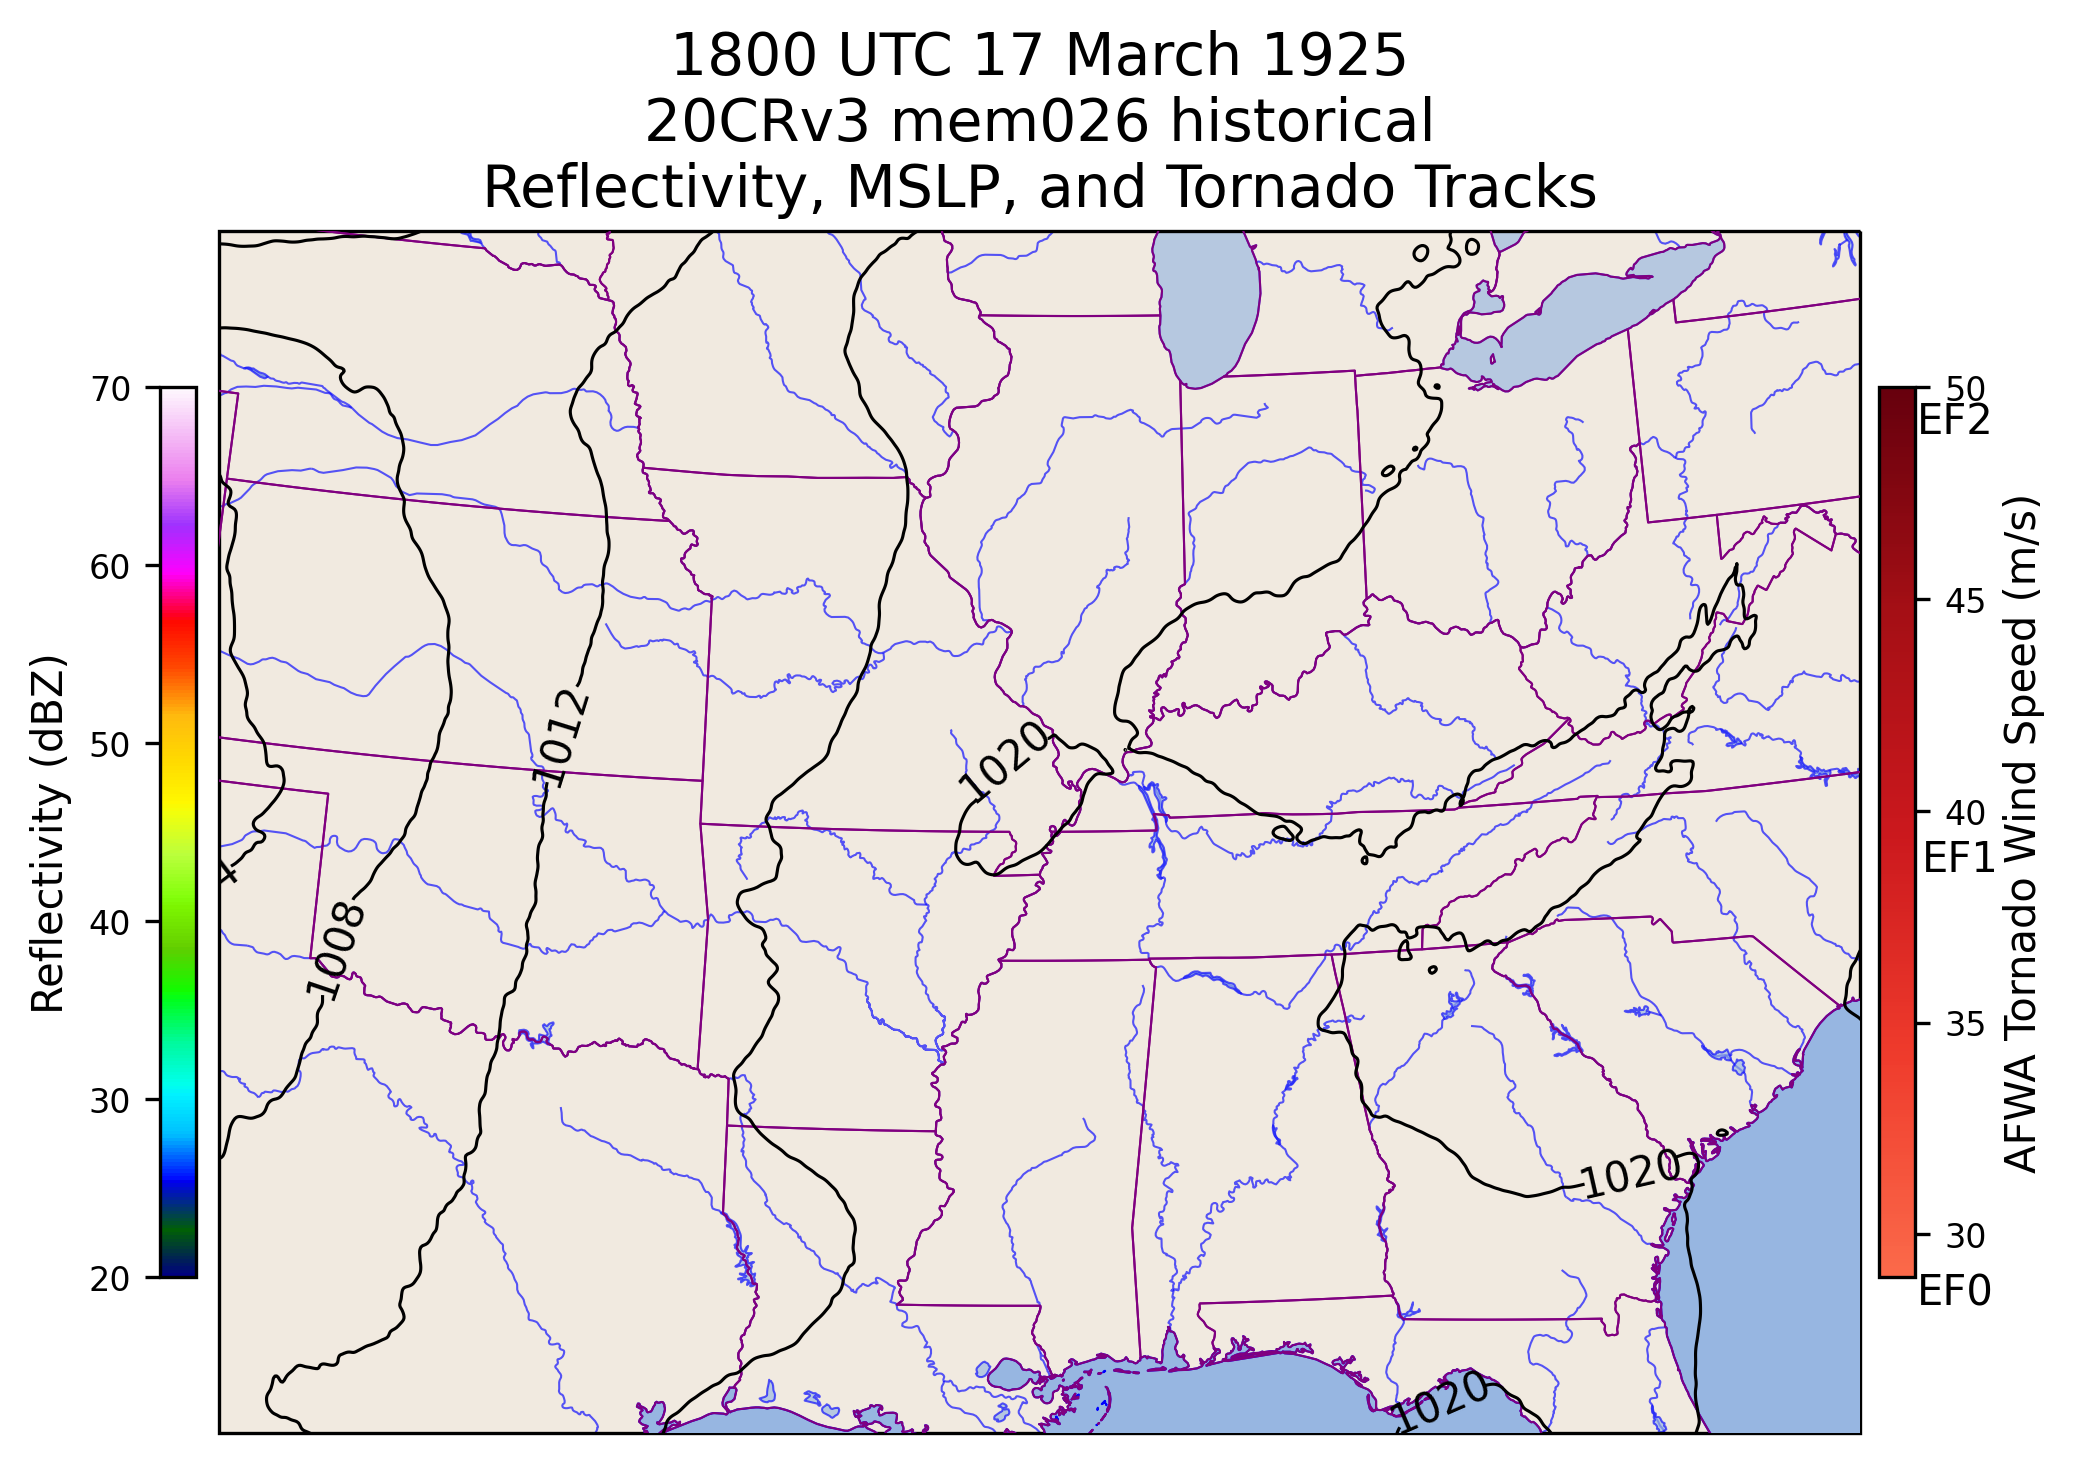 1800 UTC 17 March 1925
20CRv3 mem026 historical
Reflectivity, MSLP, and Tornado Tracks
70
60
50
40
30
20
Reflectivity (dBZ)
1012
1020
4
1008
1020
1020
50
EF2
45
40
EF1
35
30
EF0
AFWA Tornado Wind Speed (m/s)